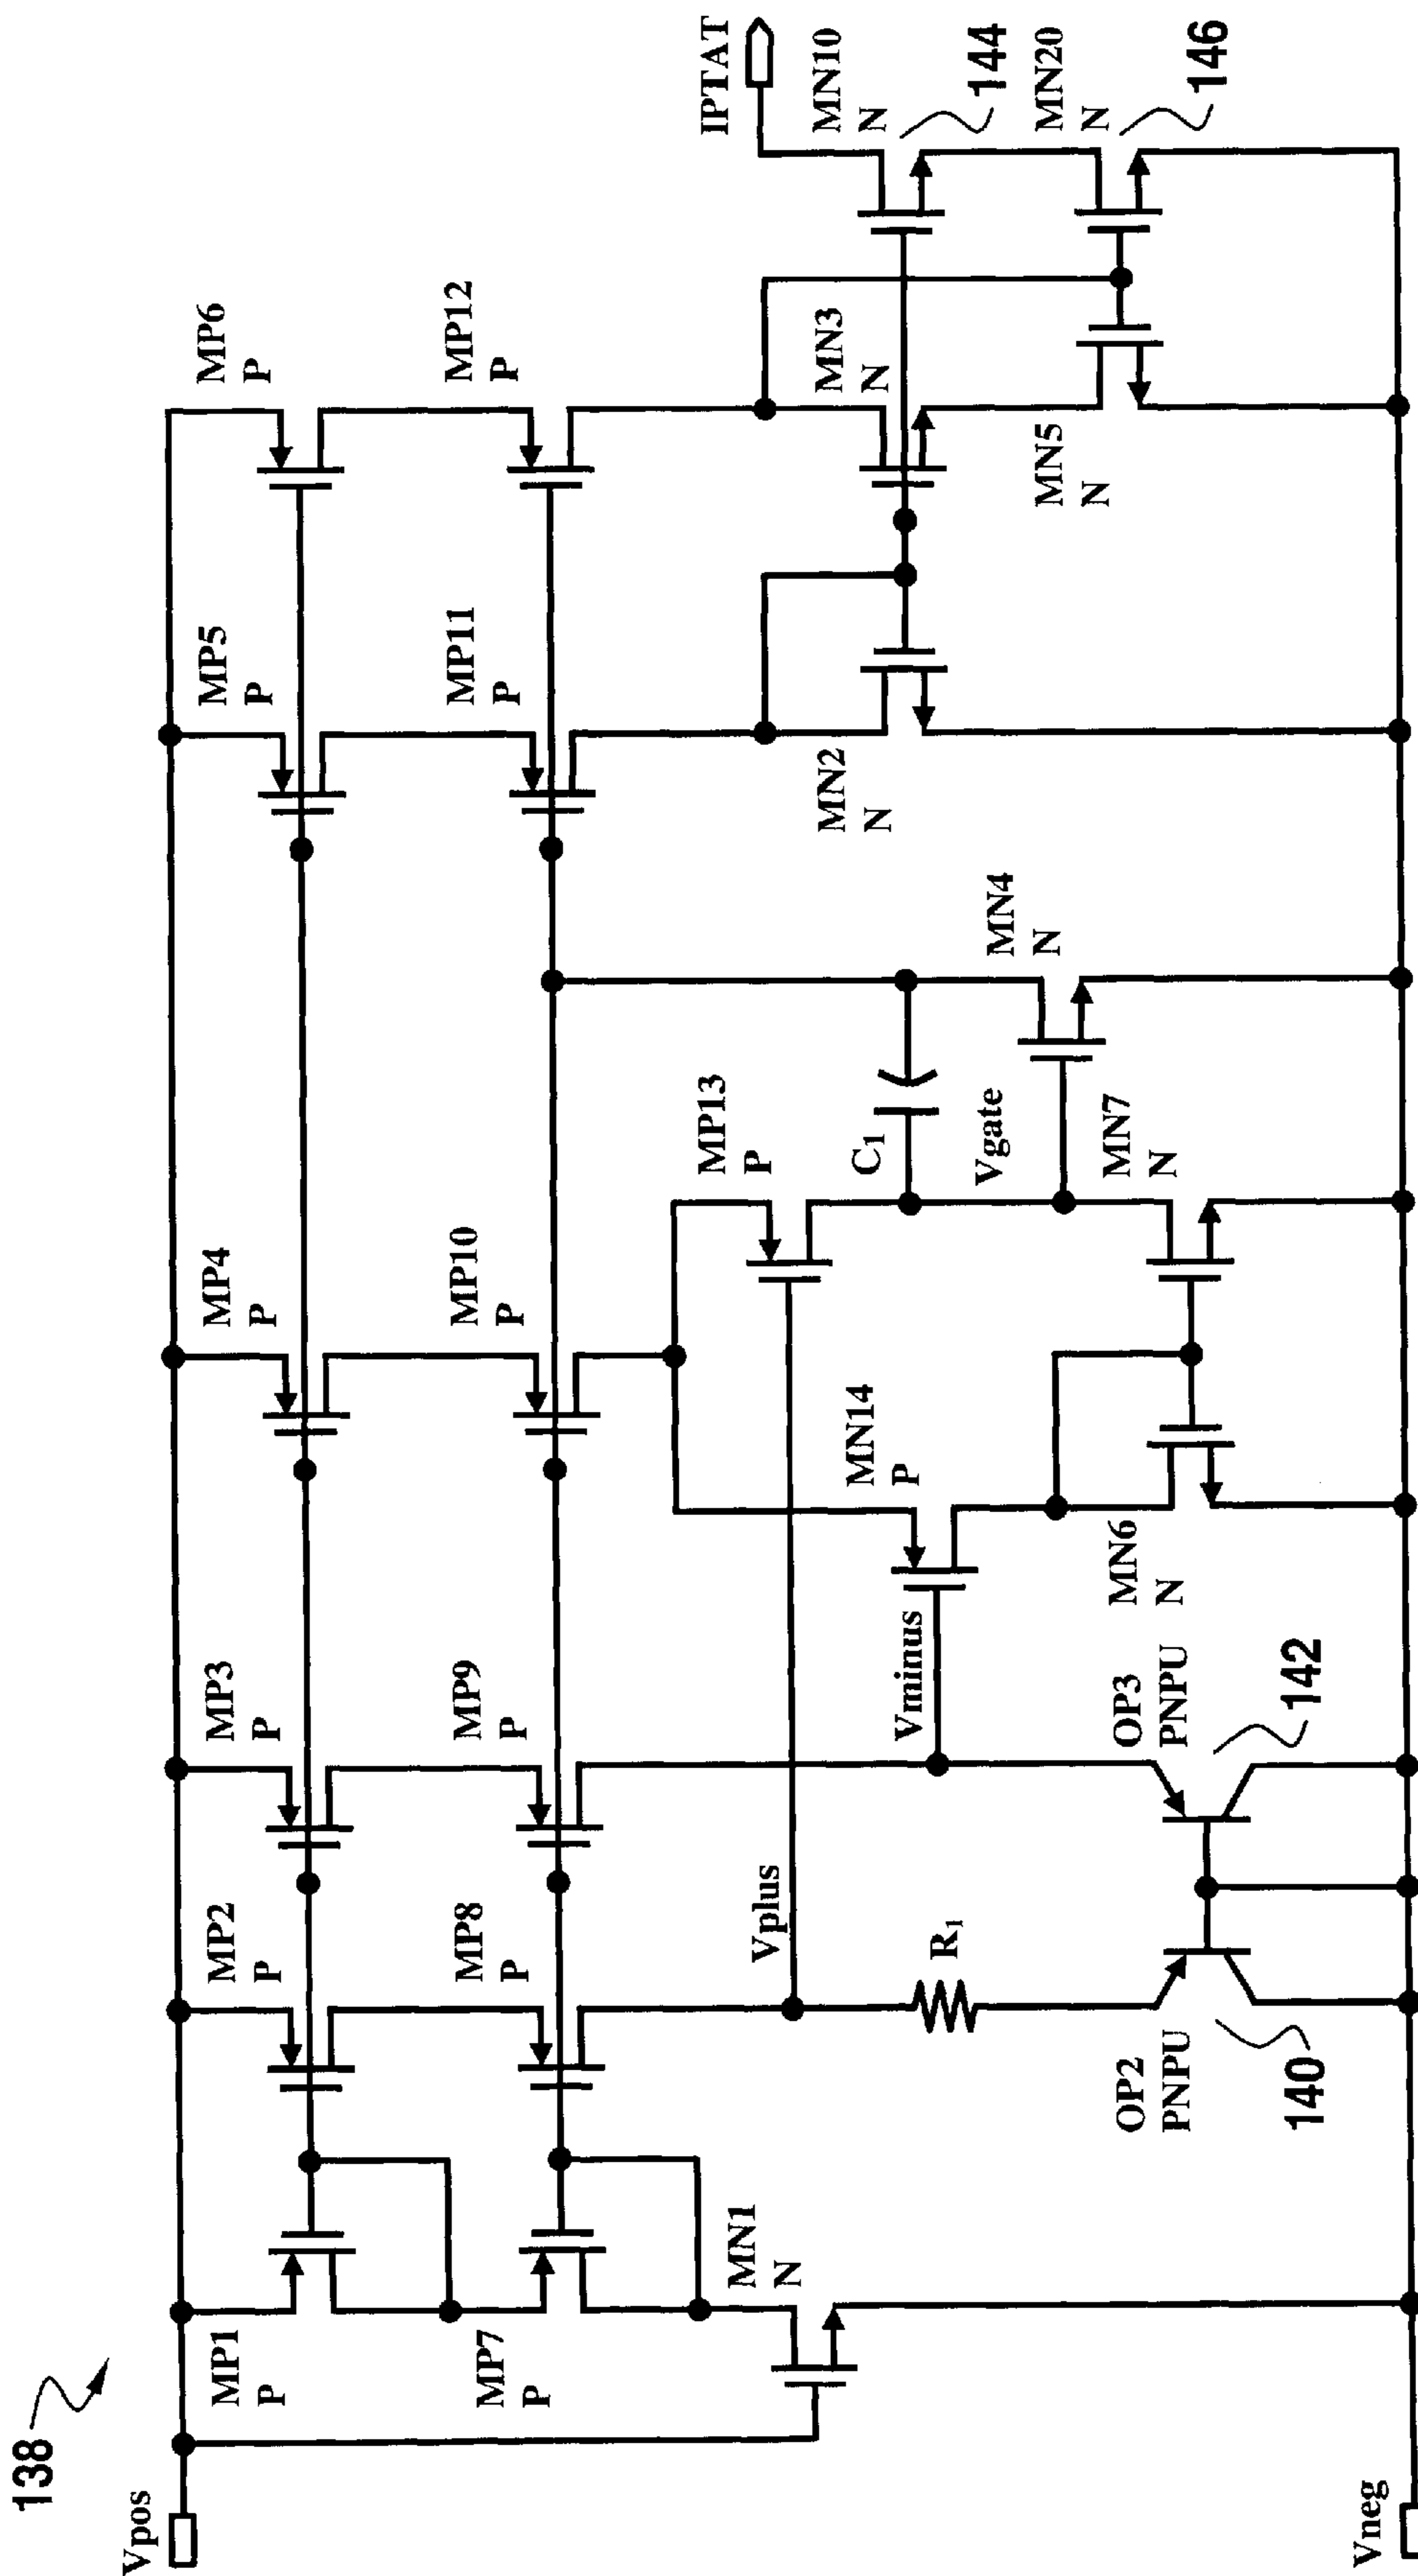 138
Vpos
MP1
P
MP2
P
MP3
P
MP4
P
MP5
P
MP6
P
MP7
P
MP8
P
MP9
P
MP10
P
MP11
P
MP12
P
IPTAT
MN1
N
Vplus
Vminus
MN14
P
MP13
P
C₁
Vgate
MN4
N
MN2
N
MN3
N
MN10
N
144
R₁
OP2
PNPU
140
OP3
PNPU
142
MN6
N
MN7
N
MN5
N
MN20
N
146
Vneg